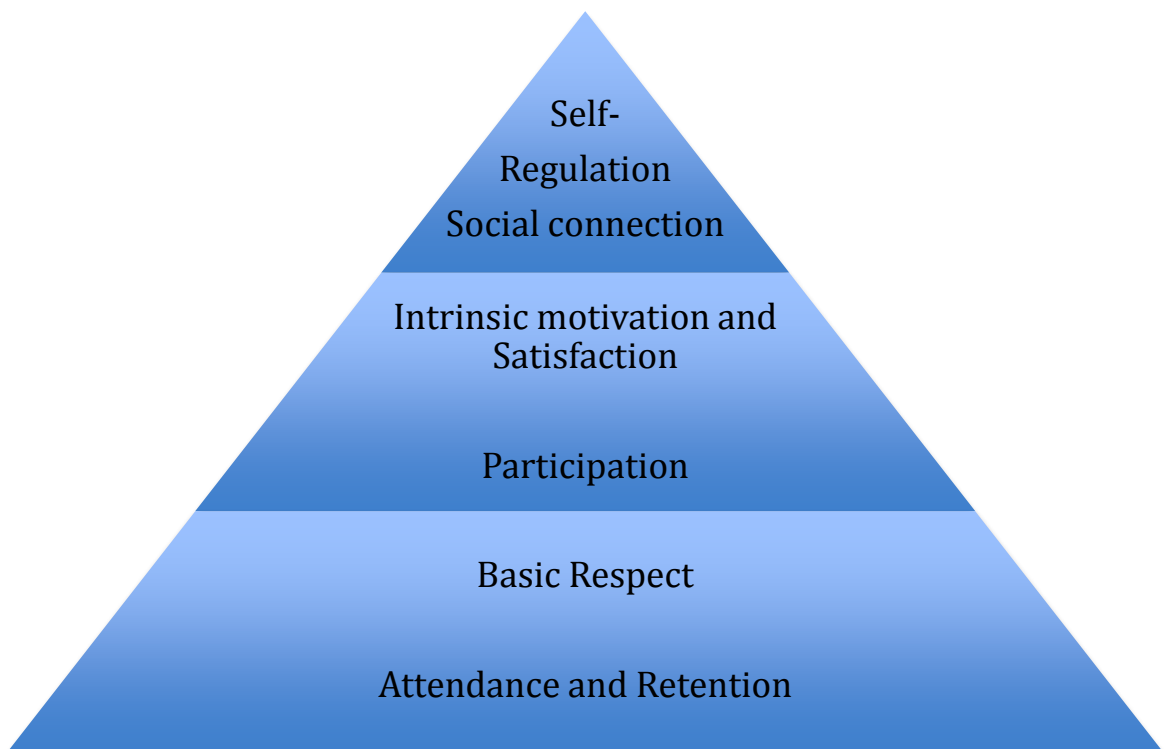 Self-
Regulation
Social connection
Intrinsic motivation and
Satisfaction
Participation
Basic Respect
Attendance and Retention